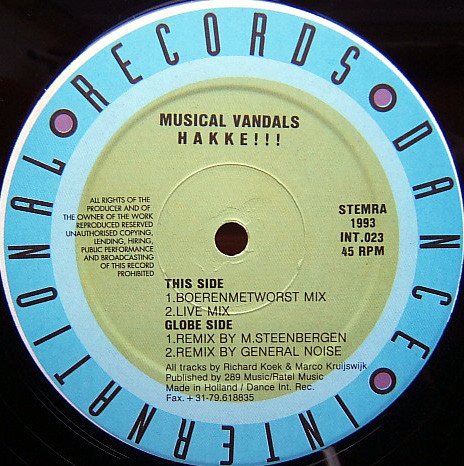 DANCE INTERNATIONAL RECORDS
MUSICAL VANDALS
HAKKE!!!
ALL RIGHTS OF THE
PRODUCER AND OF
THE OWNER OF THE WORK
REPRODUCED RESERVED
UNAUTHORISED COPYING,
LENDING, HIRING,
PUBLIC PERFORMANCE
AND BROADCASTING
OF THIS RECORD
PROHIBITED
STEMRA
1993
INT.023
45 RPM
THIS SIDE
1.BOERENMETWORST MIX
2.LIVE MIX
GLOBE SIDE
1.REMIX BY M.STEENBERGEN
2.REMIX BY GENERAL NOISE
All tracks by Richard Koek & Marco Kruijswijk
Published by 289 Music/Ratel Music
Made in Holland / Dance Int. Rec.
Fax. +31-79.618835